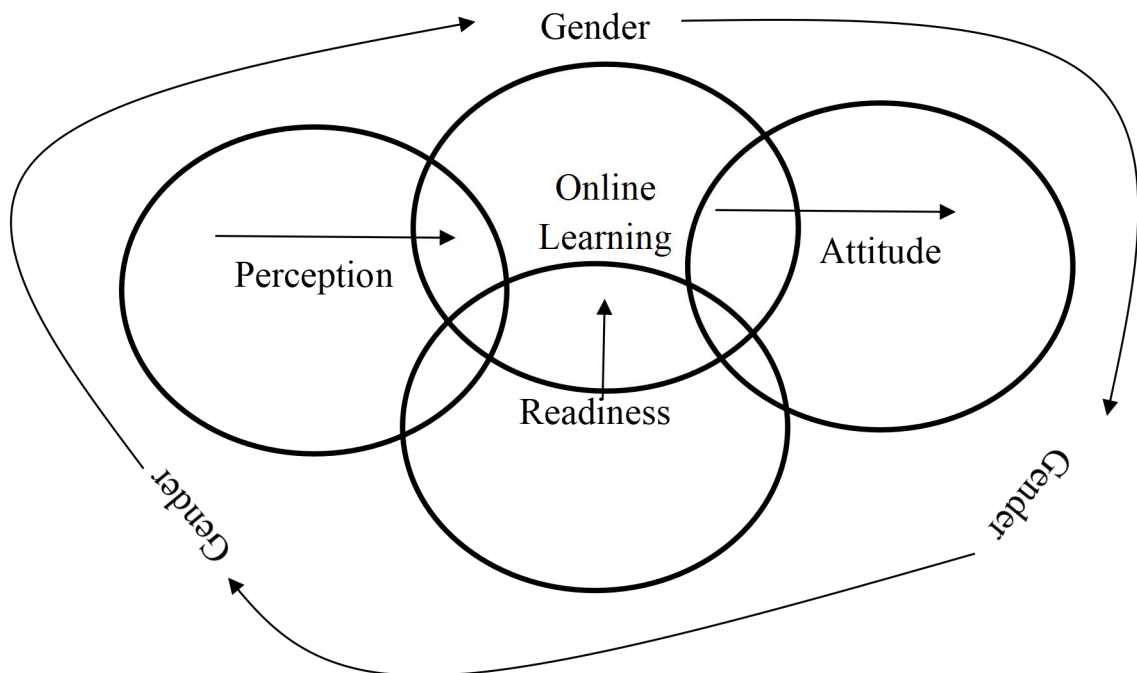 Gender
Online
Learning
Perception
Attitude
Readiness
Gender
Gender